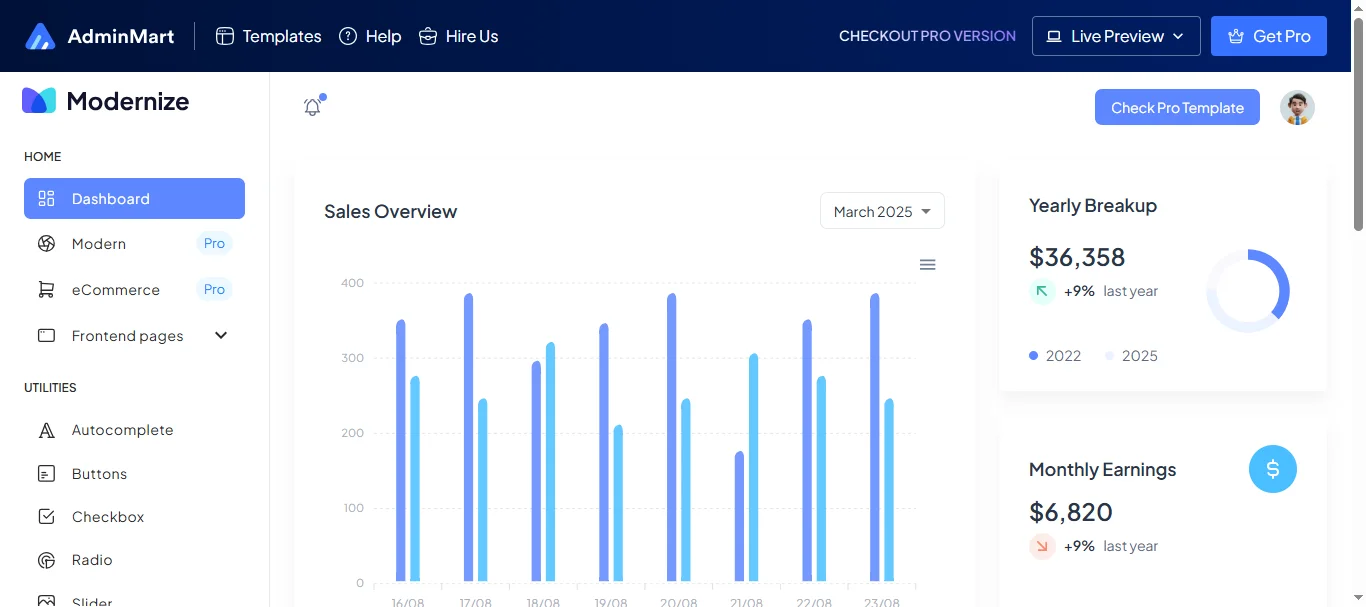 AdminMart
Templates
Help
Hire Us
CHECKOUT PRO VERSION
Live Preview
Get Pro
Modernize
Check Pro Template
HOME
Dashboard
Modern Pro
eCommerce Pro
Frontend pages
UTILITIES
Autocomplete
Buttons
Checkbox
Radio
Slider
Sales Overview
March 2025
400
300
200
100
0
16/08 17/08 18/08 19/08 20/08 21/08 22/08 23/08
Yearly Breakup
$36,358
+9% last year
2022 2025
Monthly Earnings
$
$6,820
+9% last year